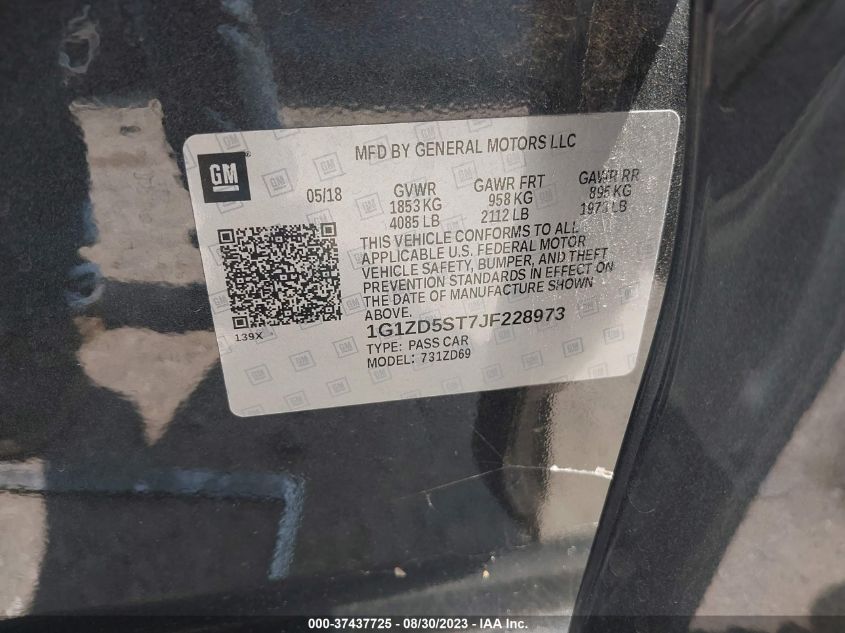 MFD BY GENERAL MOTORS LLC
GM
05/18
GVWR GAWR FRT GAWR RR
1853 KG 958 KG 895 KG
4085 LB 2112 LB 1973 LB
THIS VEHICLE CONFORMS TO ALL
APPLICABLE U.S. FEDERAL MOTOR
VEHICLE SAFETY, BUMPER, AND THEFT
PREVENTION STANDARDS IN EFFECT ON
THE DATE OF MANUFACTURE SHOWN
ABOVE.
139X
1G1ZD5ST7JF228973
TYPE: PASS CAR
MODEL: 731ZD69
000-37437725 - 08/30/2023 - IAA Inc.